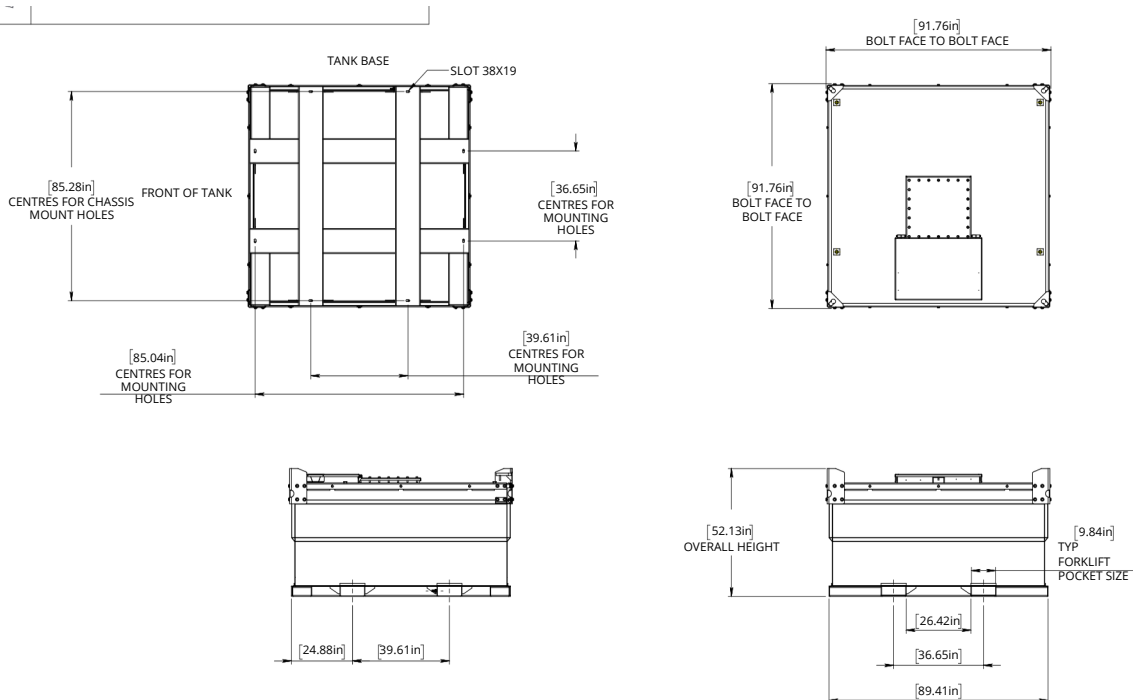 TANK BASE
SLOT 38X19
[85.28in]
CENTRES FOR CHASSIS
MOUNT HOLES
FRONT OF TANK
[36.65in]
CENTRES FOR
MOUNTING
HOLES
[85.04in]
CENTRES FOR
MOUNTING
HOLES
[39.61in]
CENTRES FOR
MOUNTING
HOLES
[91.76in]
BOLT FACE TO BOLT FACE
[91.76in]
BOLT FACE TO
BOLT FACE
[24.88in]
[39.61in]
[52.13in]
OVERALL HEIGHT
[9.84in]
TYP
FORKLIFT
POCKET SIZE
[26.42in]
[36.65in]
[89.41in]